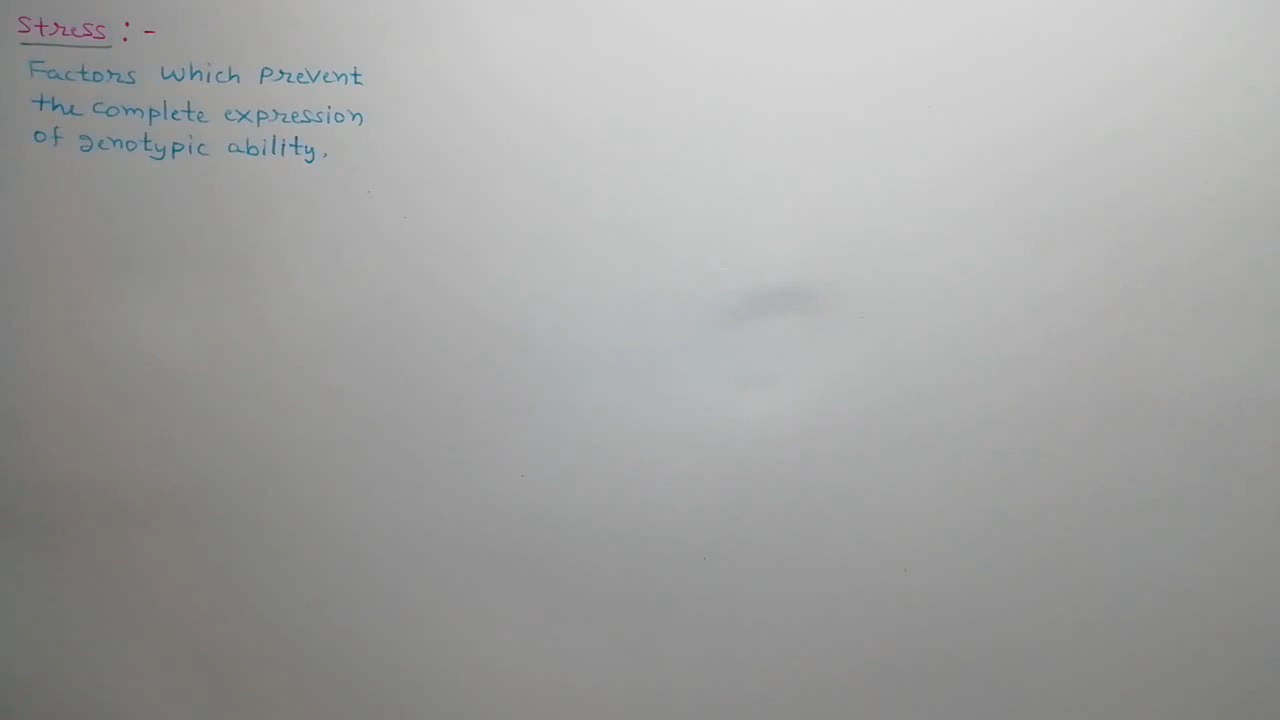 Stress : -
Factors which prevent
the complete expression
of genotypic ability.